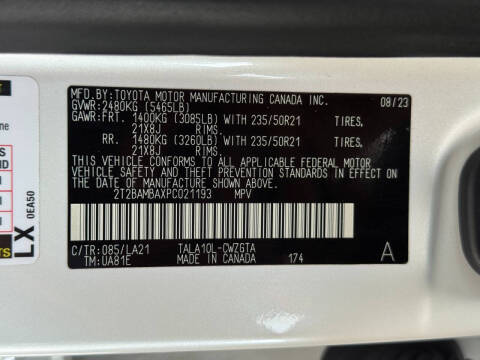 MFD.BY:TOYOTA MOTOR MANUFACTURING CANADA INC. 08/23
GVWR:2480KG (5465LB)
GAWR:FRT. 1400KG (3085LB) WITH 235/50R21 TIRES,
21X8J RIMS.
RR. 1480KG (3260LB) WITH 235/50R21 TIRES,
21X8J RIMS.
THIS VEHICLE CONFORMS TO ALL APPLICABLE FEDERAL MOTOR
VEHICLE SAFETY AND THEFT PREVENTION STANDARDS IN EFFECT
ON THE DATE OF MANUFACTURE SHOWN ABOVE.
2T2BAMBAXPC021193 MPV
C/TR:085/LA21 TALA10L-CWZGTA A
TM:UA81E MADE IN CANADA 174
LX
0EA50